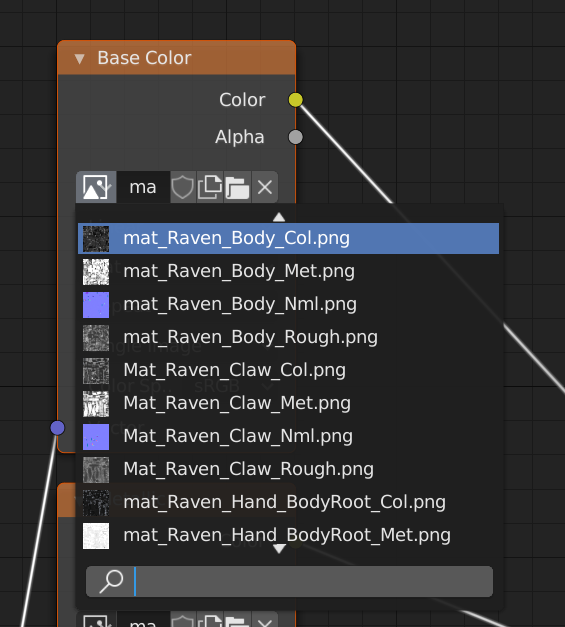 Base Color
Color
Alpha
ma
mat_Raven_Body_Col.png
mat_Raven_Body_Met.png
mat_Raven_Body_Nml.png
mat_Raven_Body_Rough.png
Mat_Raven_Claw_Col.png
Mat_Raven_Claw_Met.png
Mat_Raven_Claw_Nml.png
Mat_Raven_Claw_Rough.png
mat_Raven_Hand_BodyRoot_Col.png
mat_Raven_Hand_BodyRoot_Met.png
ma